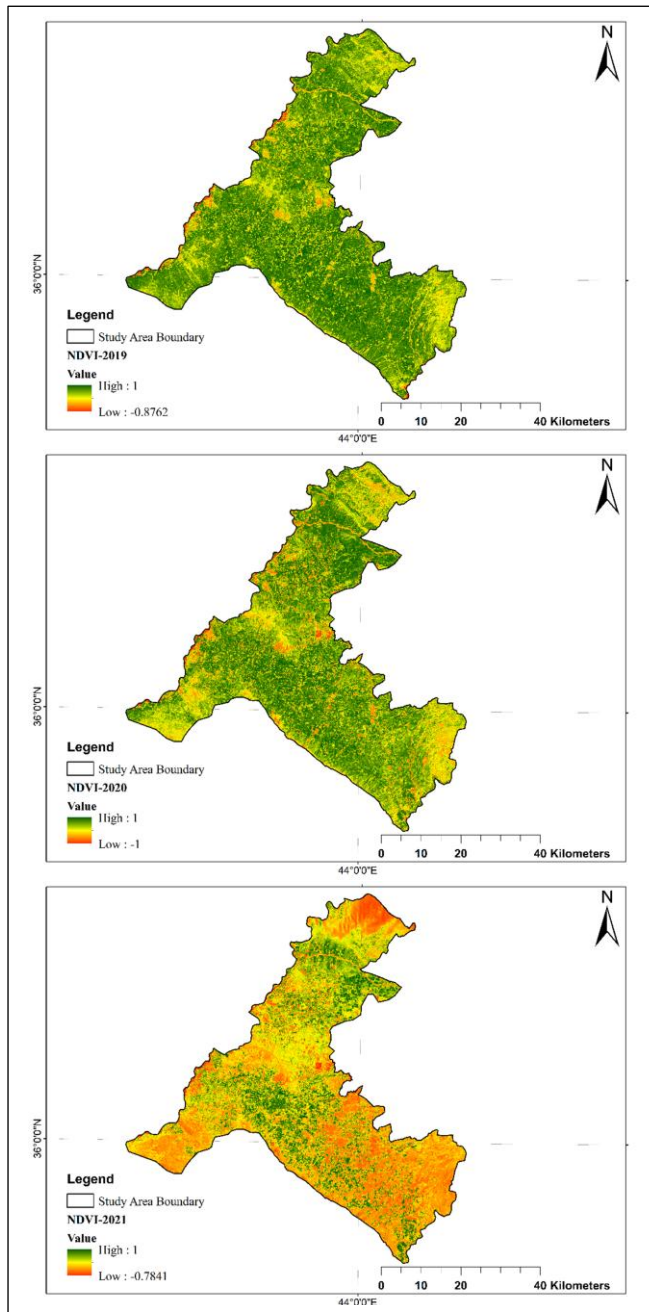 N
36°0'0"N
Legend
Study Area Boundary
NDVI-2019
Value
High : 1
Low : -0.8762
0 10 20 40 Kilometers
44°0'0"E
N
36°0'0"N
Legend
Study Area Boundary
NDVI-2020
Value
High : 1
Low : -1
0 10 20 40 Kilometers
44°0'0"E
N
36°0'0"N
Legend
Study Area Boundary
NDVI-2021
Value
High : 1
Low : -0.7841
0 10 20 40 Kilometers
44°0'0"E